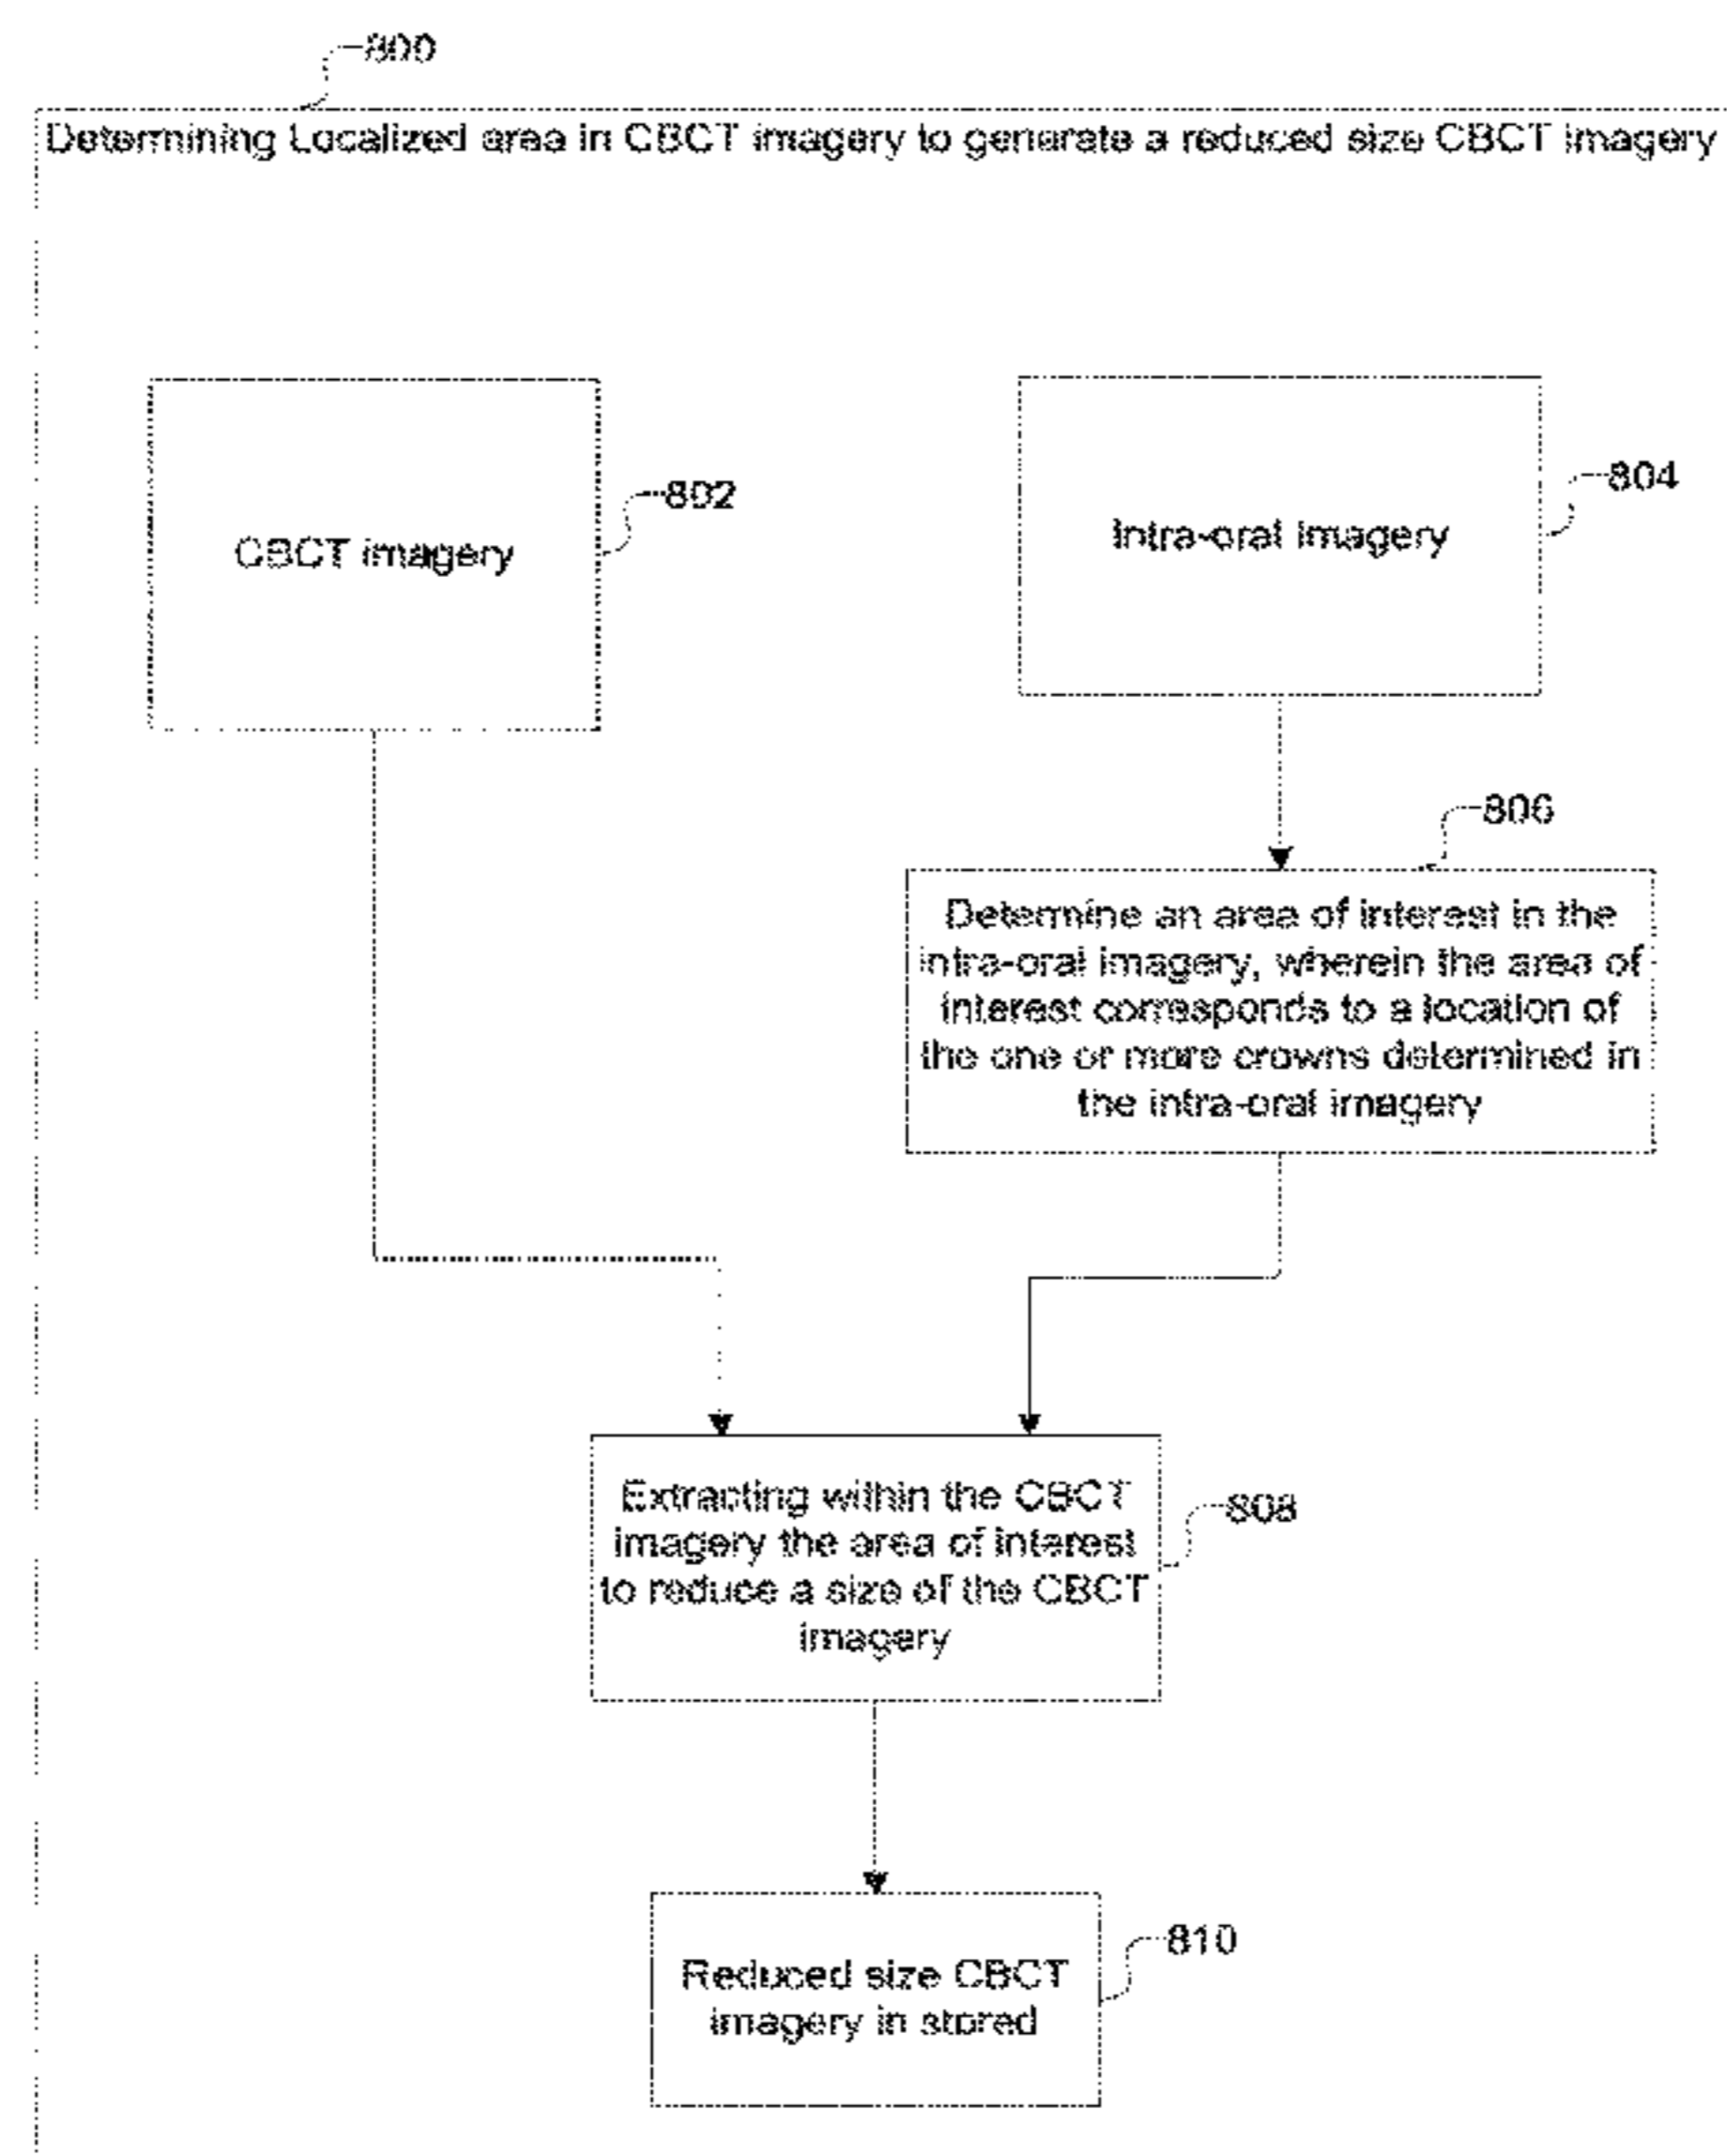 800
Determining Localized area in CBCT imagery to generate a reduced size CBCT imagery
CBCT imagery
802
Intra-oral imagery
804
806
Determine an area of interest in the
intra-oral imagery, wherein the area of
interest corresponds to a location of
the one or more crowns determined in
the intra-oral imagery
Extracting within the CBCT
imagery the area of interest
to reduce a size of the CBCT
imagery
808
Reduced size CBCT
imagery in stored
810